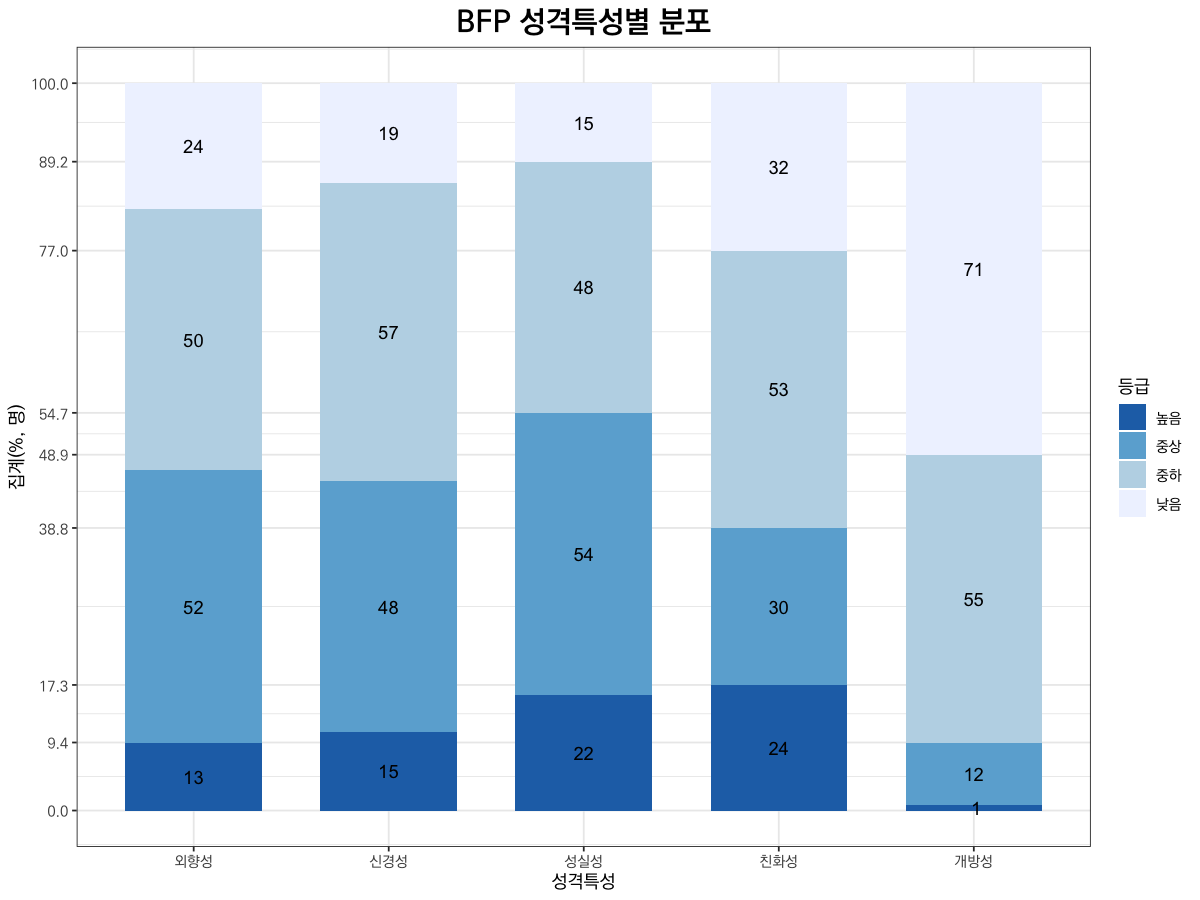 BFP 성격특성별 분포
집계(%, 명)
100.0
89.2
77.0
54.7
48.9
38.8
17.3
9.4
0.0
24
50
52
13
19
57
48
15
15
48
54
22
32
53
30
24
71
55
12
1
외향성
신경성
성실성
친화성
개방성
성격특성
등급
높음
중상
중하
낮음